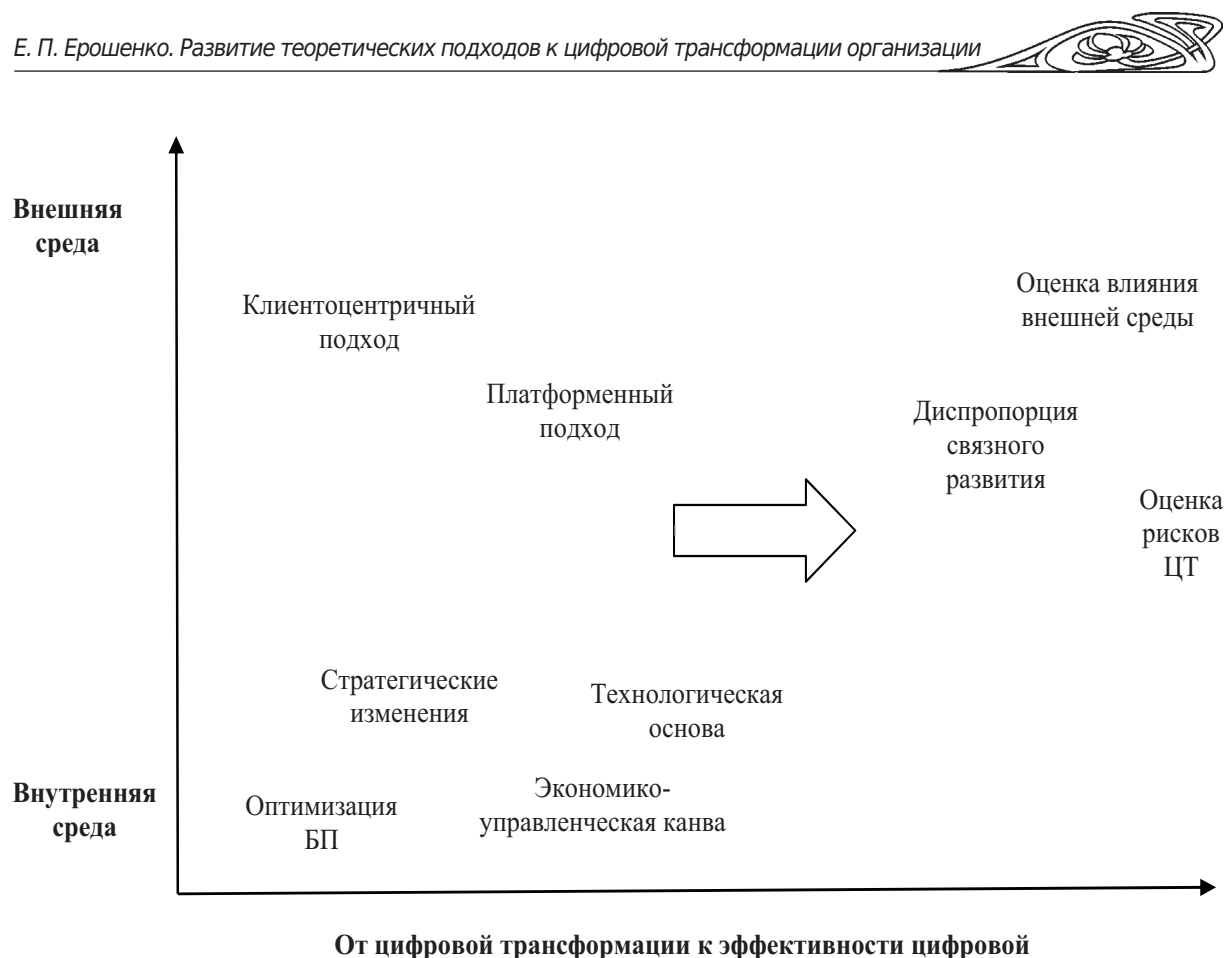 Е. П. Ерошенко. Развитие теоретических подходов к цифровой трансформации организации
Внешняя
среда
Клиентоцентричный
подход
Оценка влияния
внешней среды
Платформенный
подход
Диспропорция
связного
развития
Оценка
рисков
ЦТ
Стратегические
изменения
Технологическая
основа
Внутренняя
среда
Оптимизация
БП
Экономико-
управленческая канва
От цифровой трансформации к эффективности цифровой